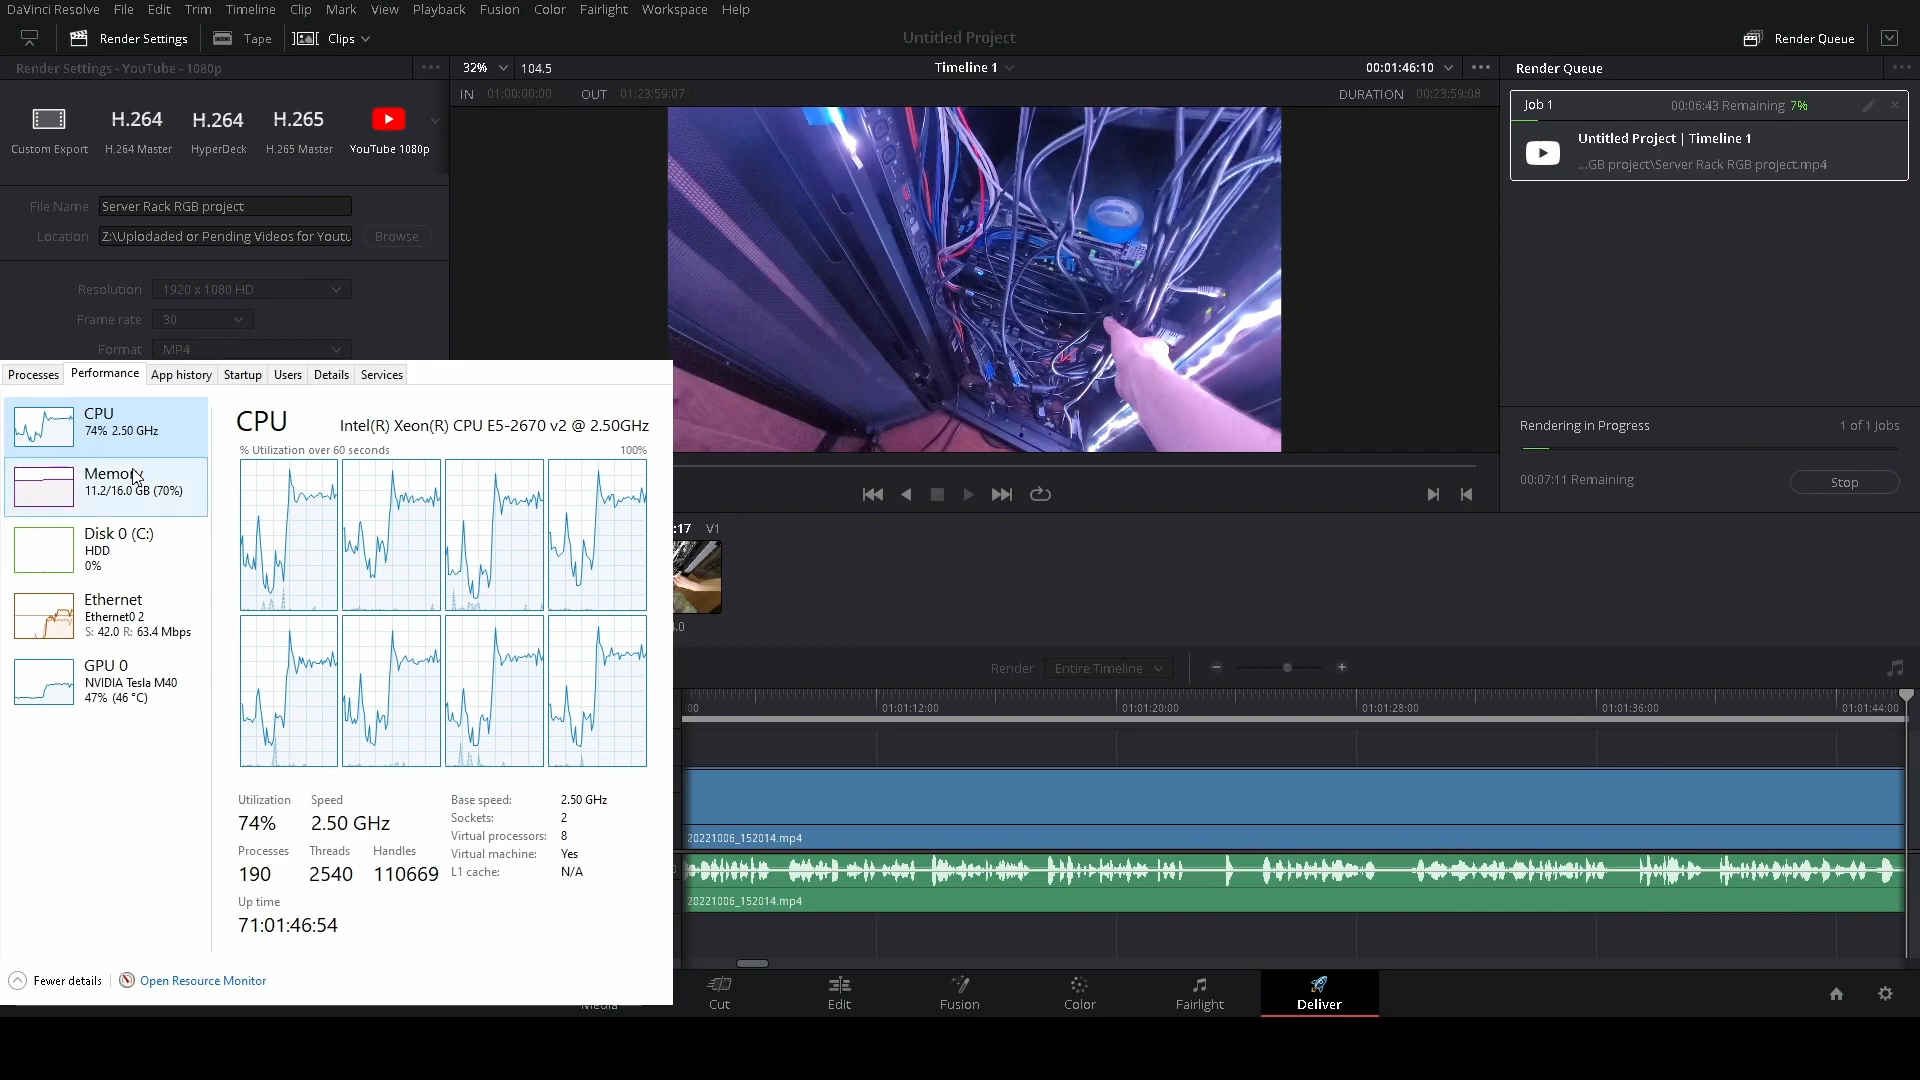 DaVinci Resolve File Edit Trim Timeline Clip Mark View Playback Fusion Color Fairlight Workspace Help
Render Settings Tape Clips Untitled Project Render Queue
Render Settings - YouTube - 1080p
32% 104.5 Timeline 1 00:01:46:10
Render Queue
IN 01:00:00:00 OUT 01:23:59:07 DURATION 00:23:59:08
H.264 H.264 H.265
Custom Export H.264 Master HyperDeck H.265 Master YouTube 1080p
Job 1 00:06:43 Remaining 7%
Untitled Project | Timeline 1
...GB project\Server Rack RGB project.mp4
File Name Server Rack RGB project
Location Z:\Uplodaded or Pending Videos for Youtu Browse
Resolution 1920 x 1080 HD
Frame rate 30
Format MP4
Processes Performance App history Startup Users Details Services
CPU
74% 2.50 GHz
Memory
11.2/16.0 GB (70%)
Disk 0 (C:)
HDD
0%
Ethernet
Ethernet0 2
S: 42.0 R: 63.4 Mbps
GPU 0
NVIDIA Tesla M40
47% (46 °C)
CPU Intel(R) Xeon(R) CPU E5-2670 v2 @ 2.50GHz
% Utilization over 60 seconds 100%
Utilization Speed
74% 2.50 GHz
Processes Threads Handles
190 2540 110669
Up time
71:01:46:54
Base speed: 2.50 GHz
Sockets: 2
Virtual processors: 8
Virtual machine: Yes
L1 cache: N/A
Fewer details Open Resource Monitor
Rendering in Progress 1 of 1 Jobs
00:07:11 Remaining Stop
:17 V1
.0
Render Entire Timeline
:00 01:01:12:00 01:01:20:00 01:01:28:00 01:01:36:00 01:01:44:00
20221006_152014.mp4
20221006_152014.mp4
Media Cut Edit Fusion Color Fairlight Deliver